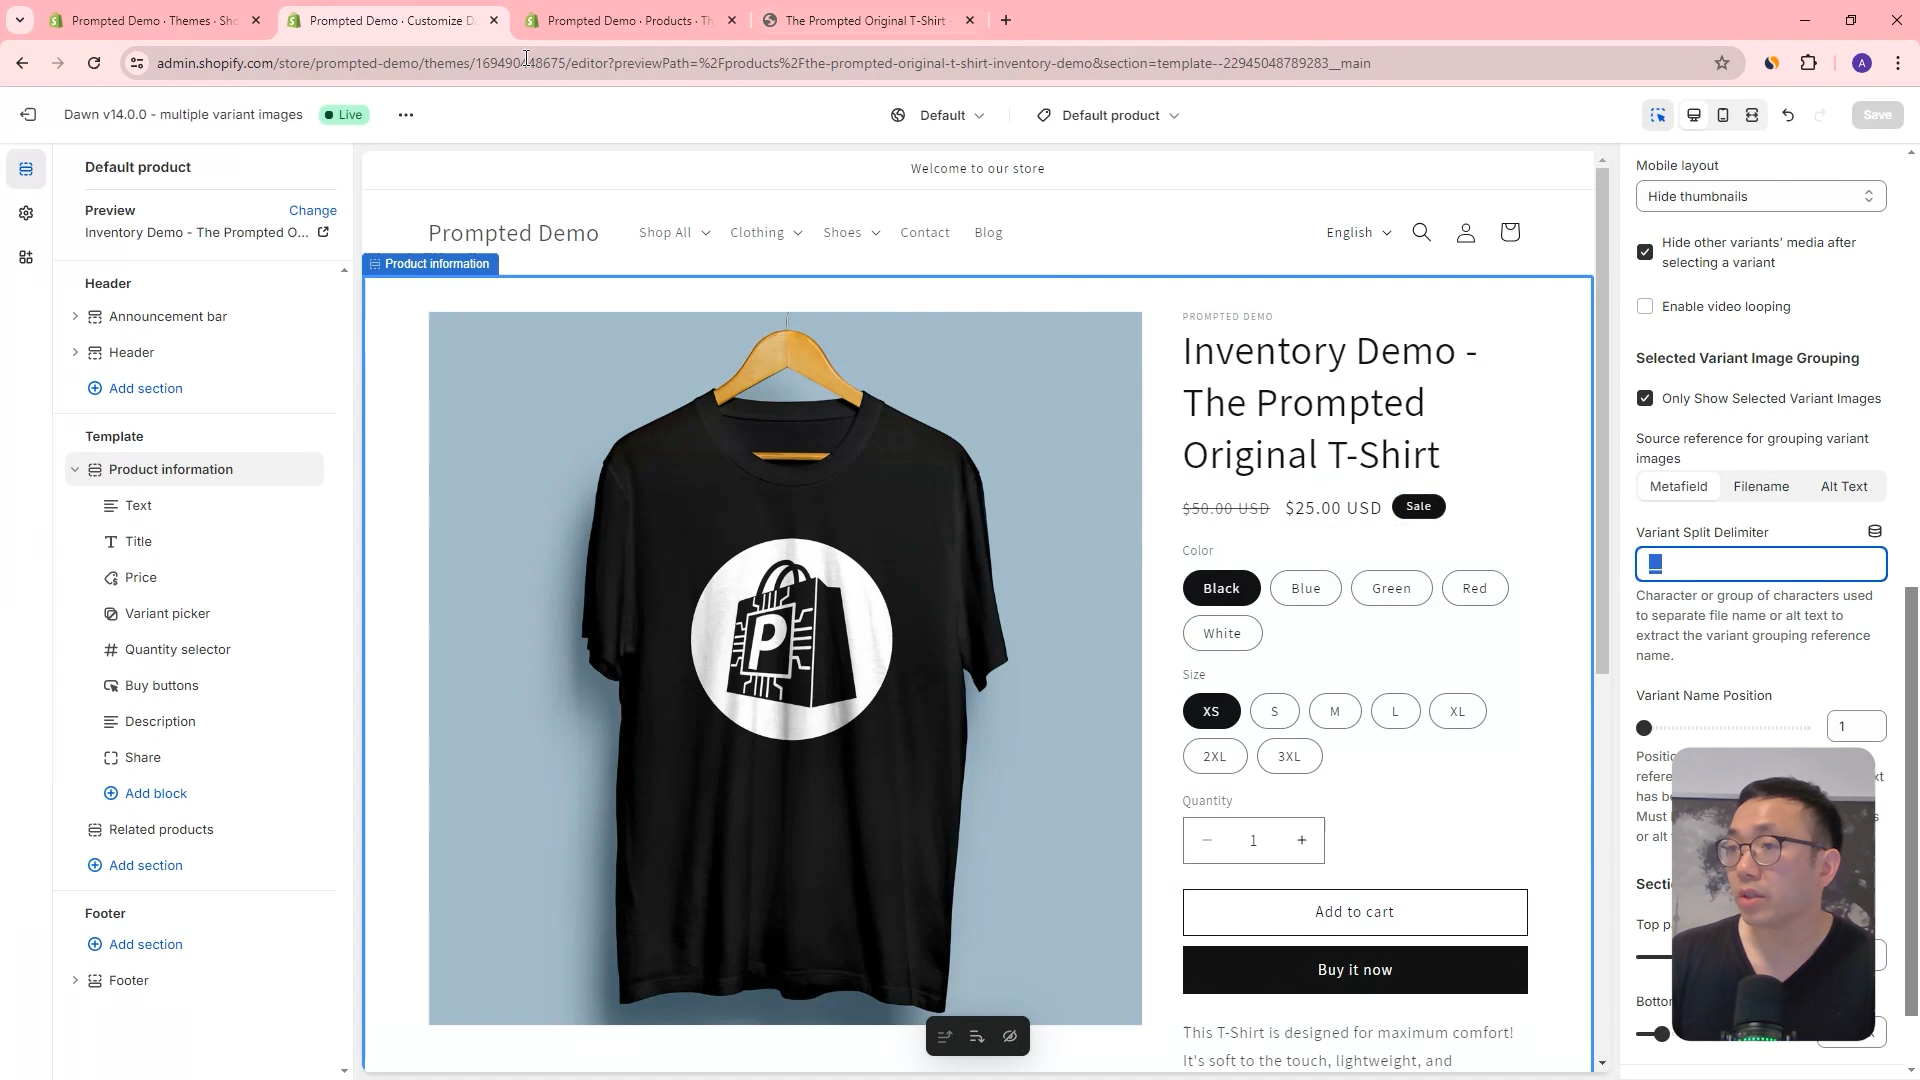 Prompted Demo · Themes · Sh
Prompted Demo · Customize D
Prompted Demo · Products · Th
The Prompted Original T-Shirt
admin.shopify.com/store/prompted-demo/themes/169490448675/editor?previewPath=%2Fproducts%2Fthe-prompted-original-t-shirt-inventory-demo&section=template--22945048789283__main
A
Dawn v14.0.0 - multiple variant images
Live
Default
Default product
Save
Default product
Preview
Change
Inventory Demo - The Prompted O...
Header
Announcement bar
Header
Add section
Template
Product information
Text
Title
Price
Variant picker
Quantity selector
Buy buttons
Description
Share
Add block
Related products
Add section
Footer
Add section
Footer
Welcome to our store
Prompted Demo
Shop All
Clothing
Shoes
Contact
Blog
English
Product information
P
PROMPTED DEMO
Inventory Demo -
The Prompted
Original T-Shirt
$50.00 USD $25.00 USD Sale
Color
Black Blue Green Red
White
Size
XS S M L XL
2XL 3XL
Quantity
1
Add to cart
Buy it now
This T-Shirt is designed for maximum comfort!
It's soft to the touch, lightweight, and
Mobile layout
Hide thumbnails
Hide other variants' media after
selecting a variant
Enable video looping
Selected Variant Image Grouping
Only Show Selected Variant Images
Source reference for grouping variant
images
Metafield Filename Alt Text
Variant Split Delimiter
_
Character or group of characters used
to separate file name or alt text to
extract the variant grouping reference
name.
Variant Name Position
1
has
Must
or alt
Top